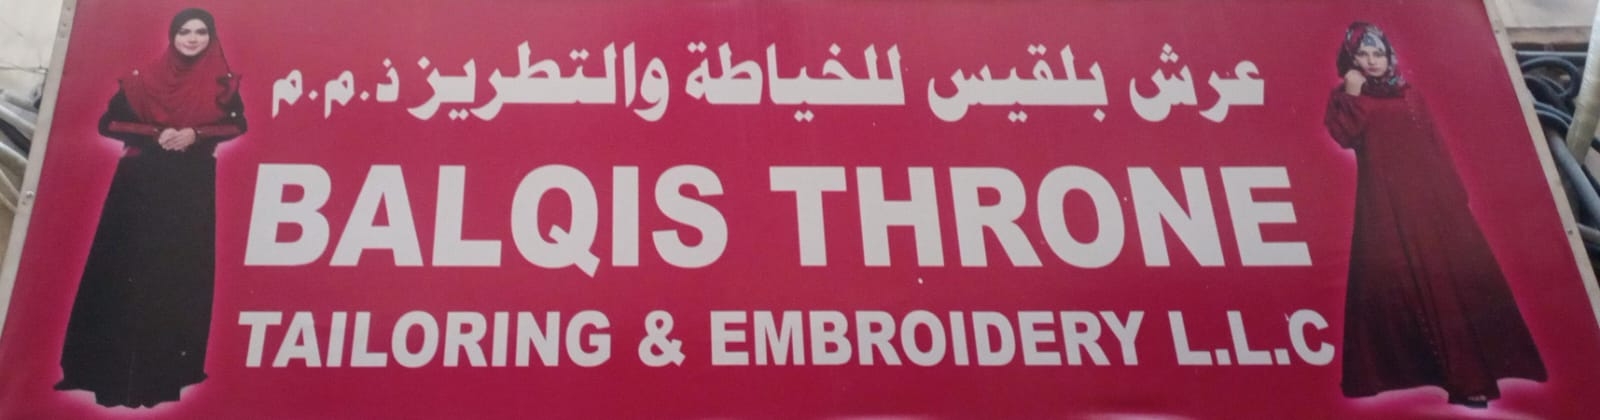 عرش بلقيس للخياطة والتطريز ذ.م.م
BALQIS THRONE
TAILORING & EMBROIDERY L.L.C